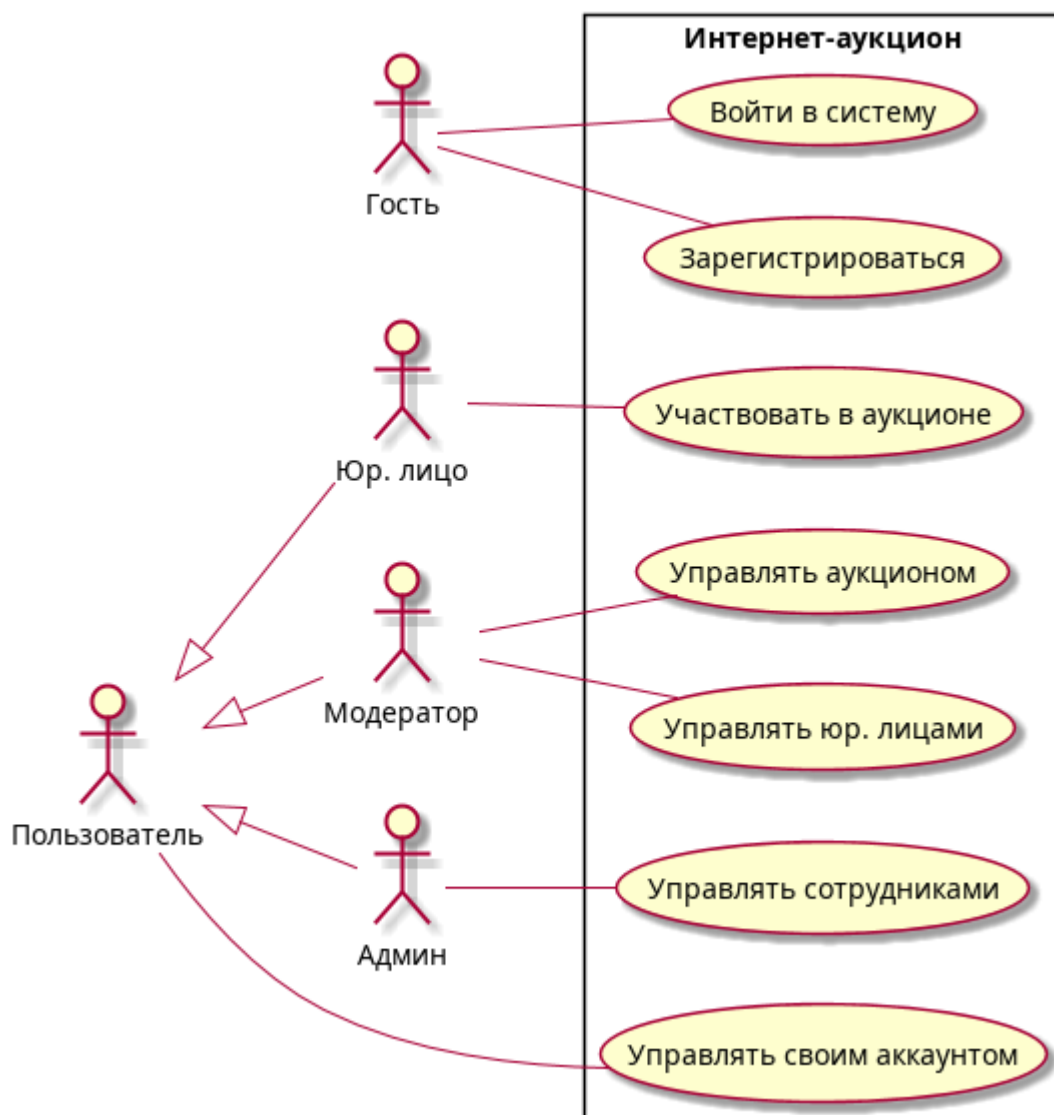 Интернет-аукцион
Войти в систему
Гость
Зарегистрироваться
Участвовать в аукционе
Юр. лицо
Управлять аукционом
Модератор
Управлять юр. лицами
Пользователь
Управлять сотрудниками
Админ
Управлять своим аккаунтом